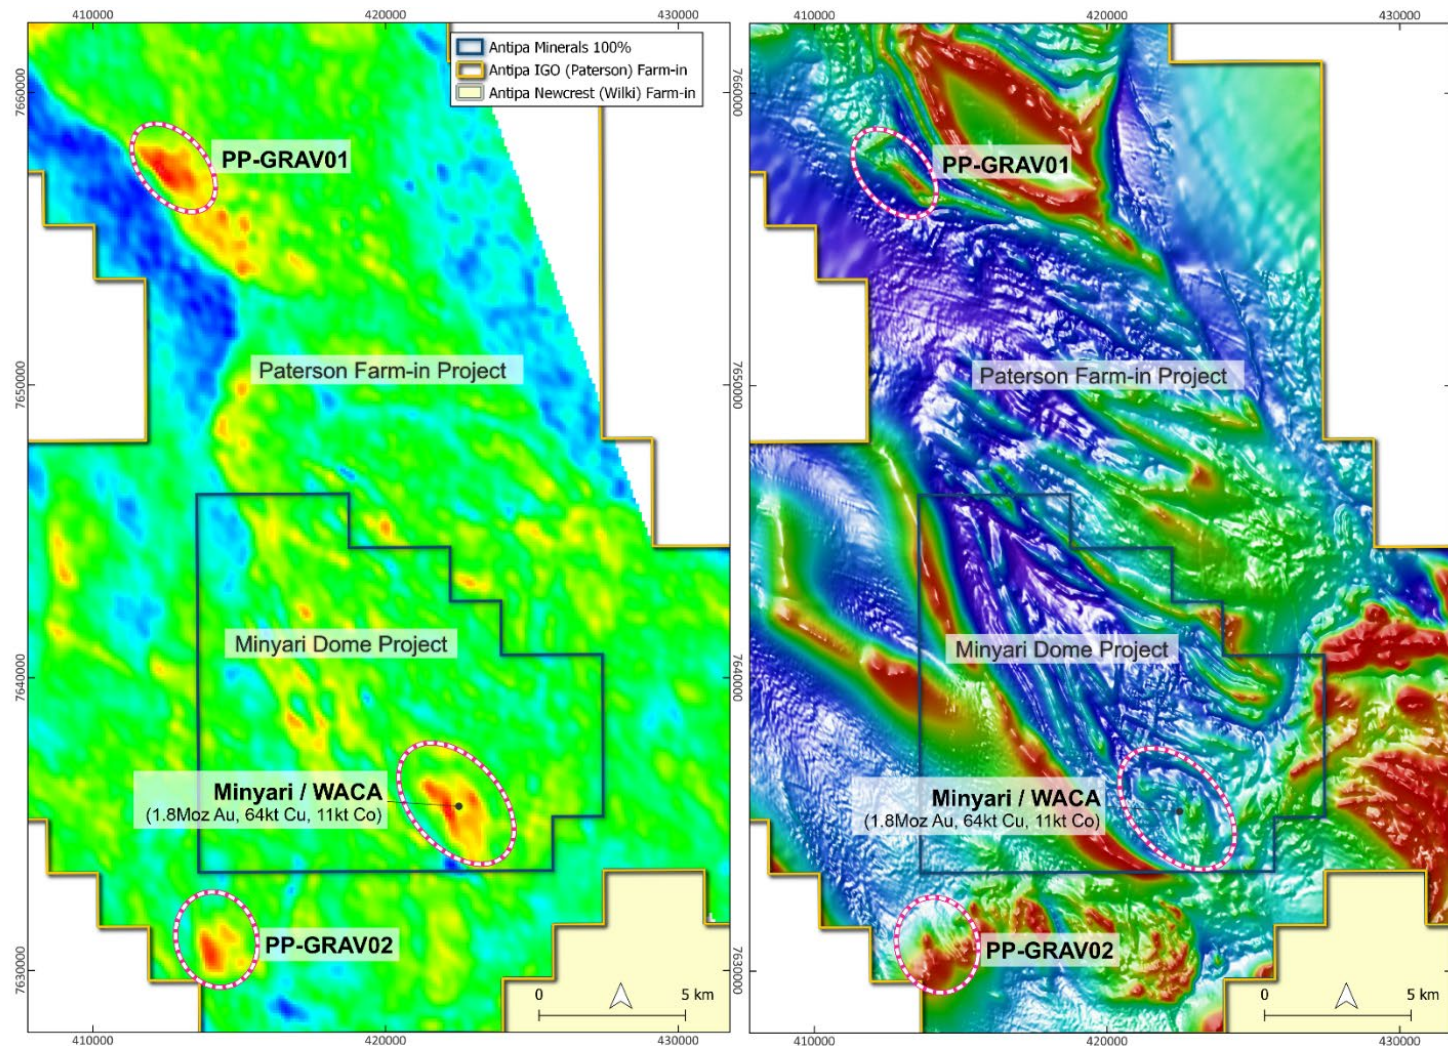 410000
420000
430000
410000
420000
430000
Antipa Minerals 100%
Antipa IGO (Paterson) Farm-in
Antipa Newcrest (Wilki) Farm-in
7660000
7660000
PP-GRAV01
PP-GRAV01
Paterson Farm-in Project
Paterson Farm-in Project
7650000
7650000
Minyari Dome Project
Minyari Dome Project
7640000
7640000
Minyari / WACA
(1.8Moz Au, 64kt Cu, 11kt Co)
Minyari / WACA
(1.8Moz Au, 64kt Cu, 11kt Co)
PP-GRAV02
PP-GRAV02
7630000
7630000
0 5 km
0 5 km
410000
420000
430000
410000
420000
430000